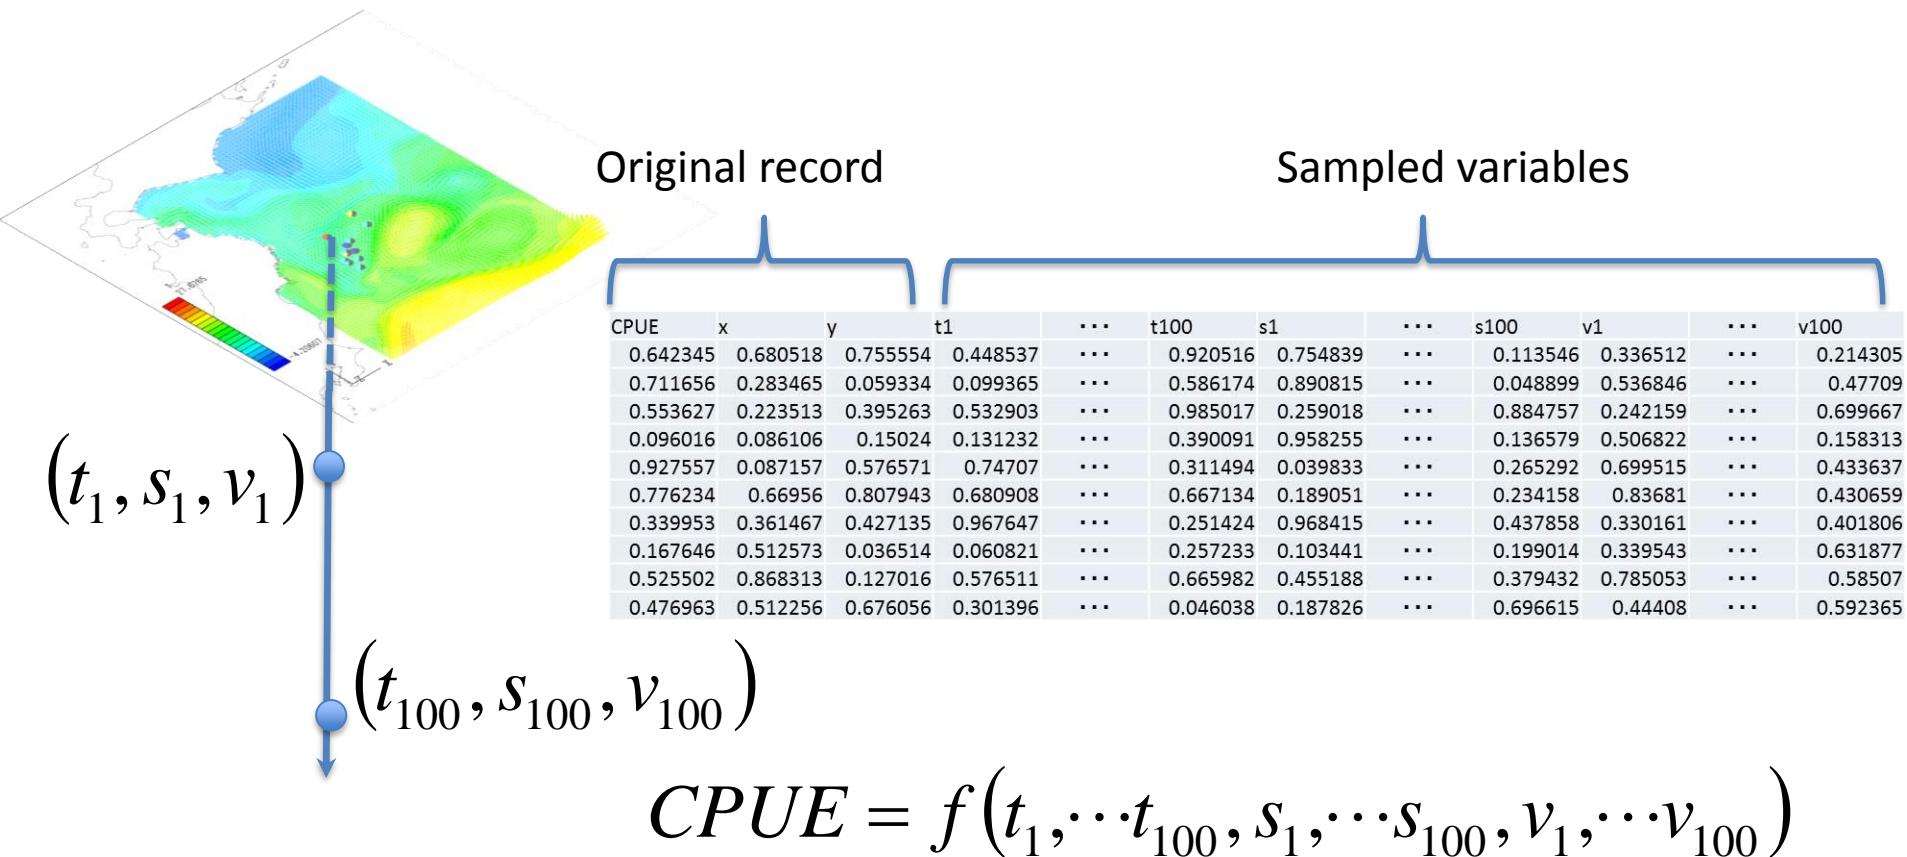 Original record
Sampled variables
CPUE x y t1 ... t100 s1 ... s100 v1 ... v100
0.642345 0.680518 0.755554 0.448537 ... 0.920516 0.754839 ... 0.113546 0.336512 ... 0.214305
0.711656 0.283465 0.059334 0.099365 ... 0.586174 0.890815 ... 0.048899 0.536846 ... 0.47709
0.553627 0.223513 0.395263 0.532903 ... 0.985017 0.259018 ... 0.884757 0.242159 ... 0.699667
0.096016 0.086106 0.15024 0.131232 ... 0.390091 0.958255 ... 0.136579 0.506822 ... 0.158313
0.927557 0.087157 0.576571 0.74707 ... 0.311494 0.039833 ... 0.265292 0.699515 ... 0.433637
0.776234 0.66956 0.807943 0.680908 ... 0.667134 0.189051 ... 0.234158 0.83681 ... 0.430659
0.339953 0.361467 0.427135 0.967647 ... 0.251424 0.968415 ... 0.437858 0.330161 ... 0.401806
0.167646 0.512573 0.036514 0.060821 ... 0.257233 0.103441 ... 0.199014 0.339543 ... 0.631877
0.525502 0.868313 0.127016 0.576511 ... 0.665982 0.455188 ... 0.379432 0.785053 ... 0.58507
0.476963 0.512256 0.676056 0.301396 ... 0.046038 0.187826 ... 0.696615 0.44408 ... 0.592365
(t₁, s₁, v₁)
(t₁₀₀, s₁₀₀, v₁₀₀)
CPUE = f(t₁,⋯t₁₀₀, s₁,⋯s₁₀₀, v₁,⋯v₁₀₀)